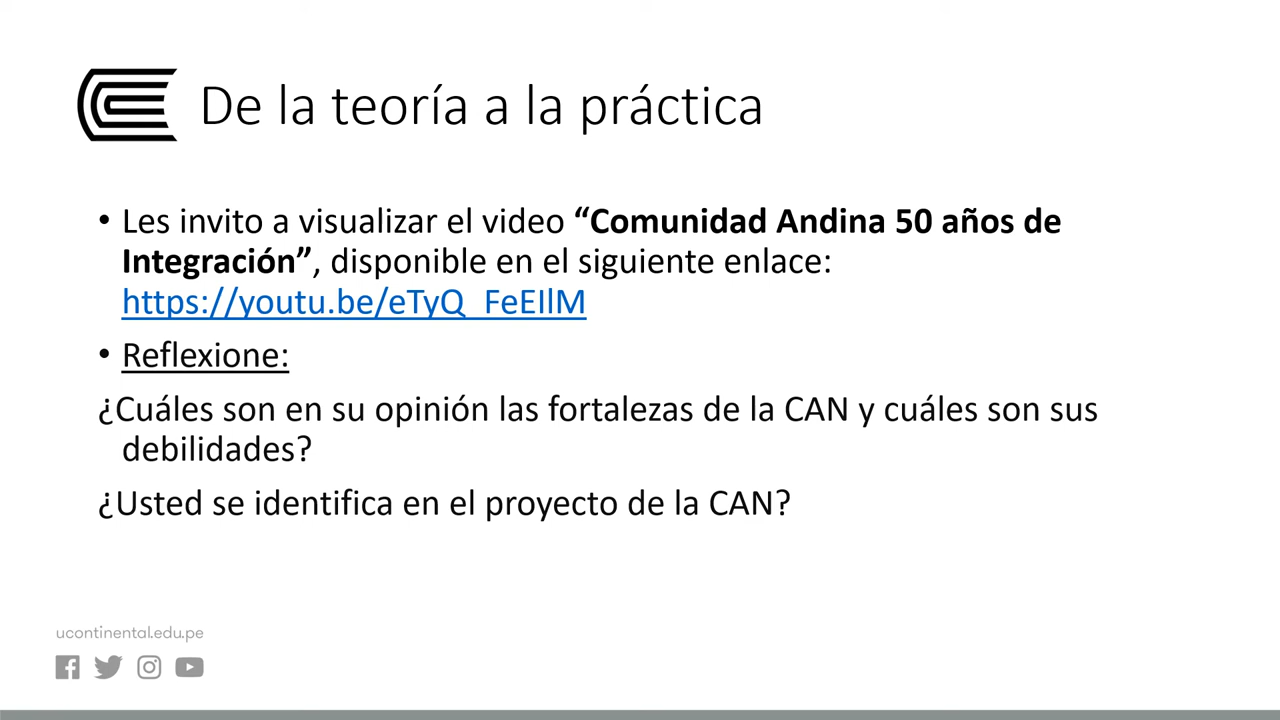 De la teoría a la práctica
• Les invito a visualizar el video “Comunidad Andina 50 años de
Integración”, disponible en el siguiente enlace:
https://youtu.be/eTyQ_FeEIlM
• Reflexione:
¿Cuáles son en su opinión las fortalezas de la CAN y cuáles son sus
debilidades?
¿Usted se identifica en el proyecto de la CAN?
ucontinental.edu.pe